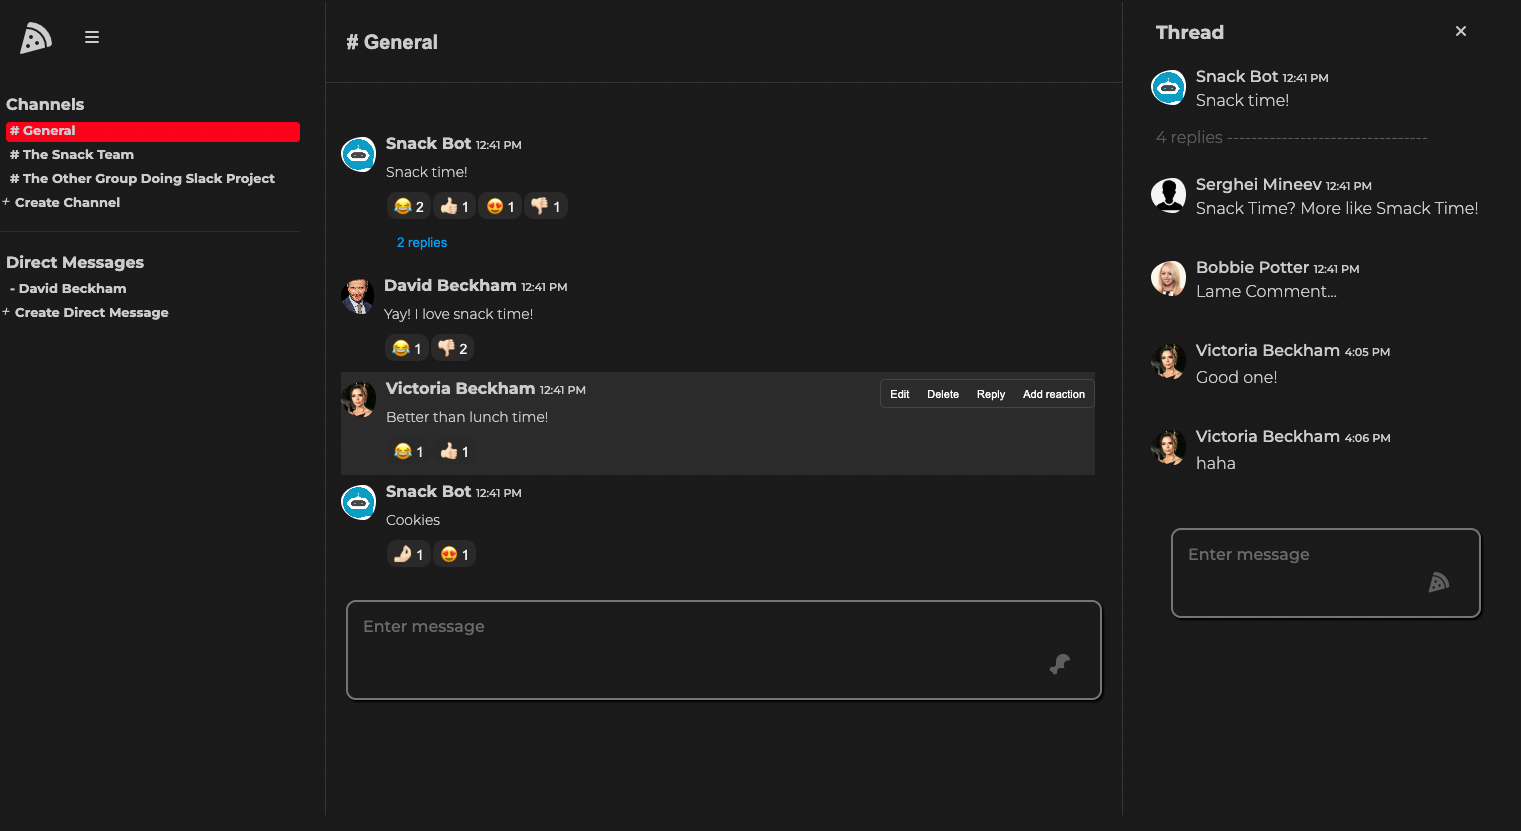 Channels
# General
# The Snack Team
# The Other Group Doing Slack Project
+ Create Channel
Direct Messages
- David Beckham
+ Create Direct Message
# General
Snack Bot 12:41 PM
Snack time!
😂 2 👍🏻 1 😍 1 👎🏻 1
2 replies
David Beckham 12:41 PM
Yay! I love snack time!
😂 1 👎🏻 2
Victoria Beckham 12:41 PM
Edit Delete Reply Add reaction
Better than lunch time!
😂 1 👍🏻 1
Snack Bot 12:41 PM
Cookies
🤌🏻 1 😍 1
Enter message
Thread
×
Snack Bot 12:41 PM
Snack time!
4 replies ---------------------------------
Serghei Mineev 12:41 PM
Snack Time? More like Smack Time!
Bobbie Potter 12:41 PM
Lame Comment...
Victoria Beckham 4:05 PM
Good one!
Victoria Beckham 4:06 PM
haha
Enter message